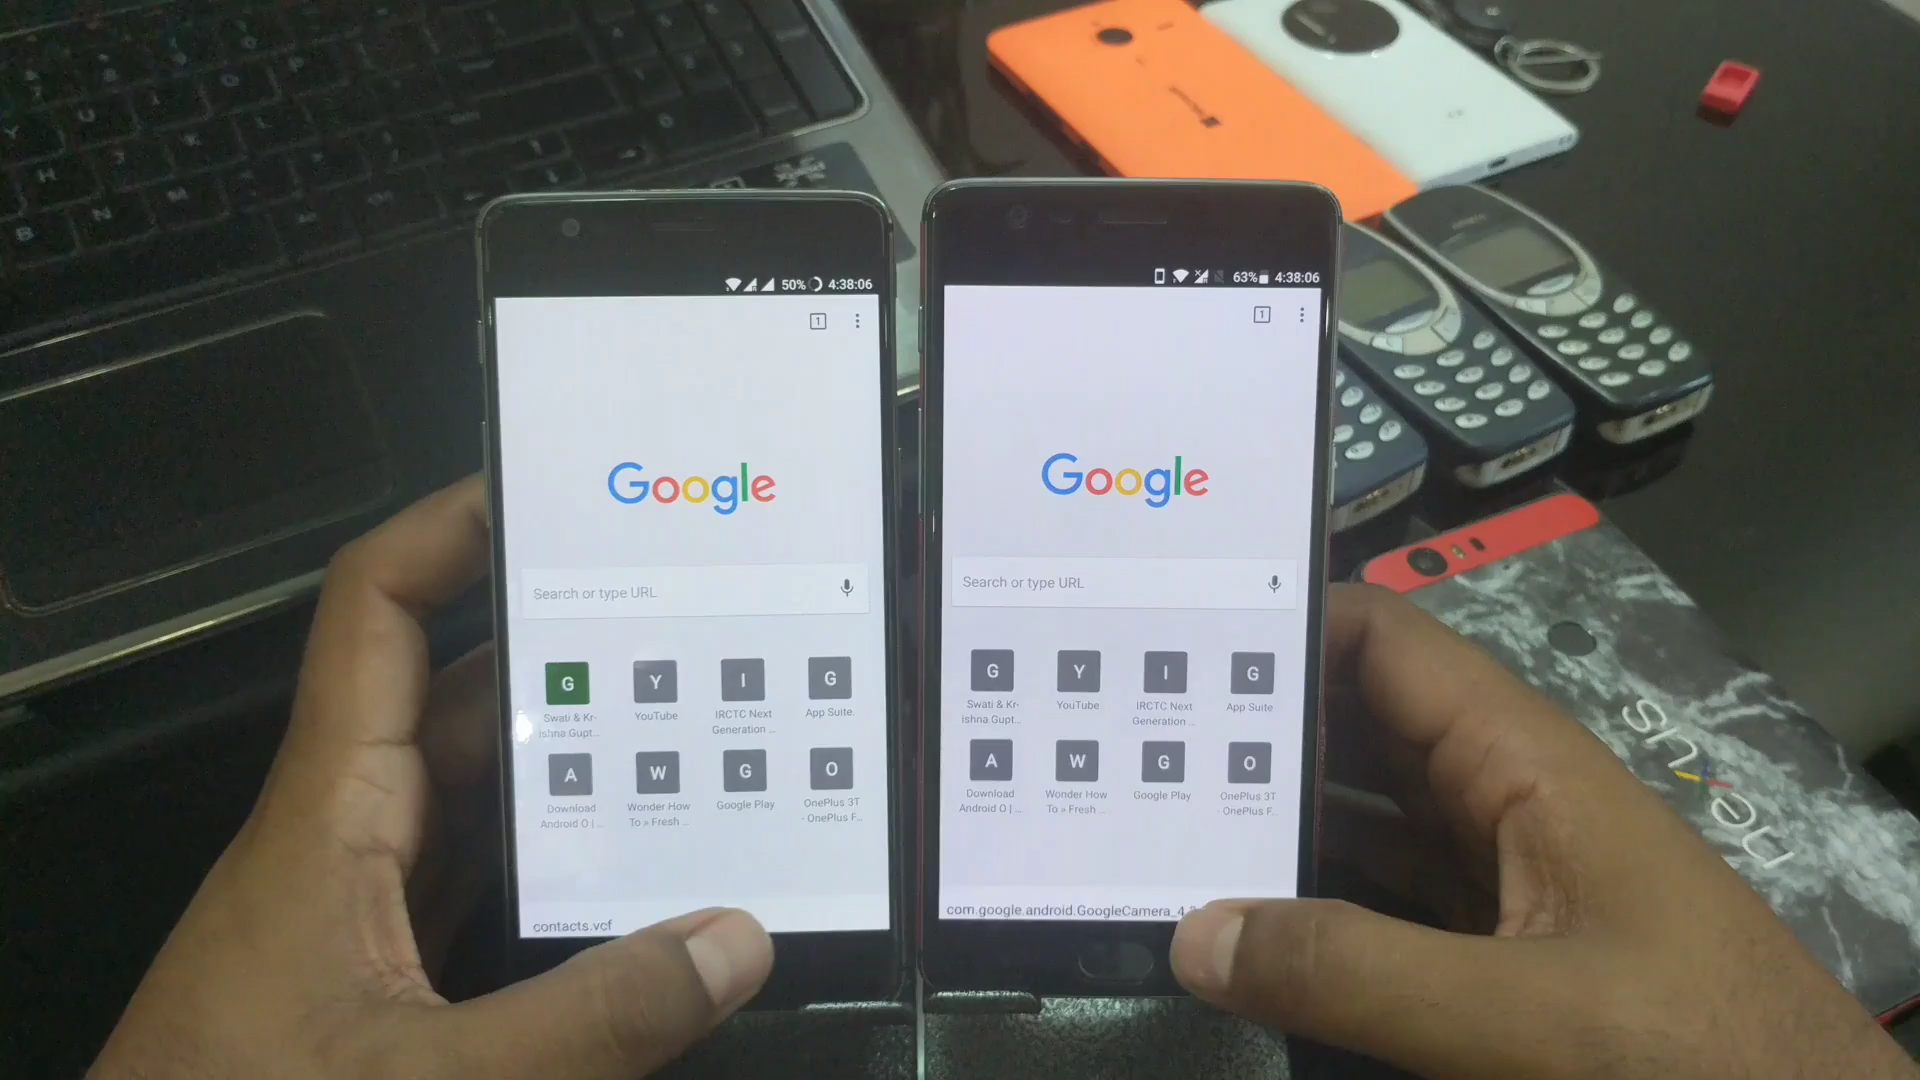 50% 4:38:06
1
Google
Search or type URL
G Y I G
Swati & Kr- YouTube IRCTC Next App Suite.
ishna Gupt... Generation ...
A W G O
Download Wonder How Google Play OnePlus 3T
Android O | ... To » Fresh ... - OnePlus F...
contacts.vcf
63% 4:38:06
1
Google
Search or type URL
G Y I G
Swati & Kr- YouTube IRCTC Next App Suite
ishna Gupt... Generation ...
A W G O
Download Wonder How Google Play OnePlus 3T
Android O | ... To » Fresh ... - OnePlus F...
com.google.android.GoogleCamera_4
nexus